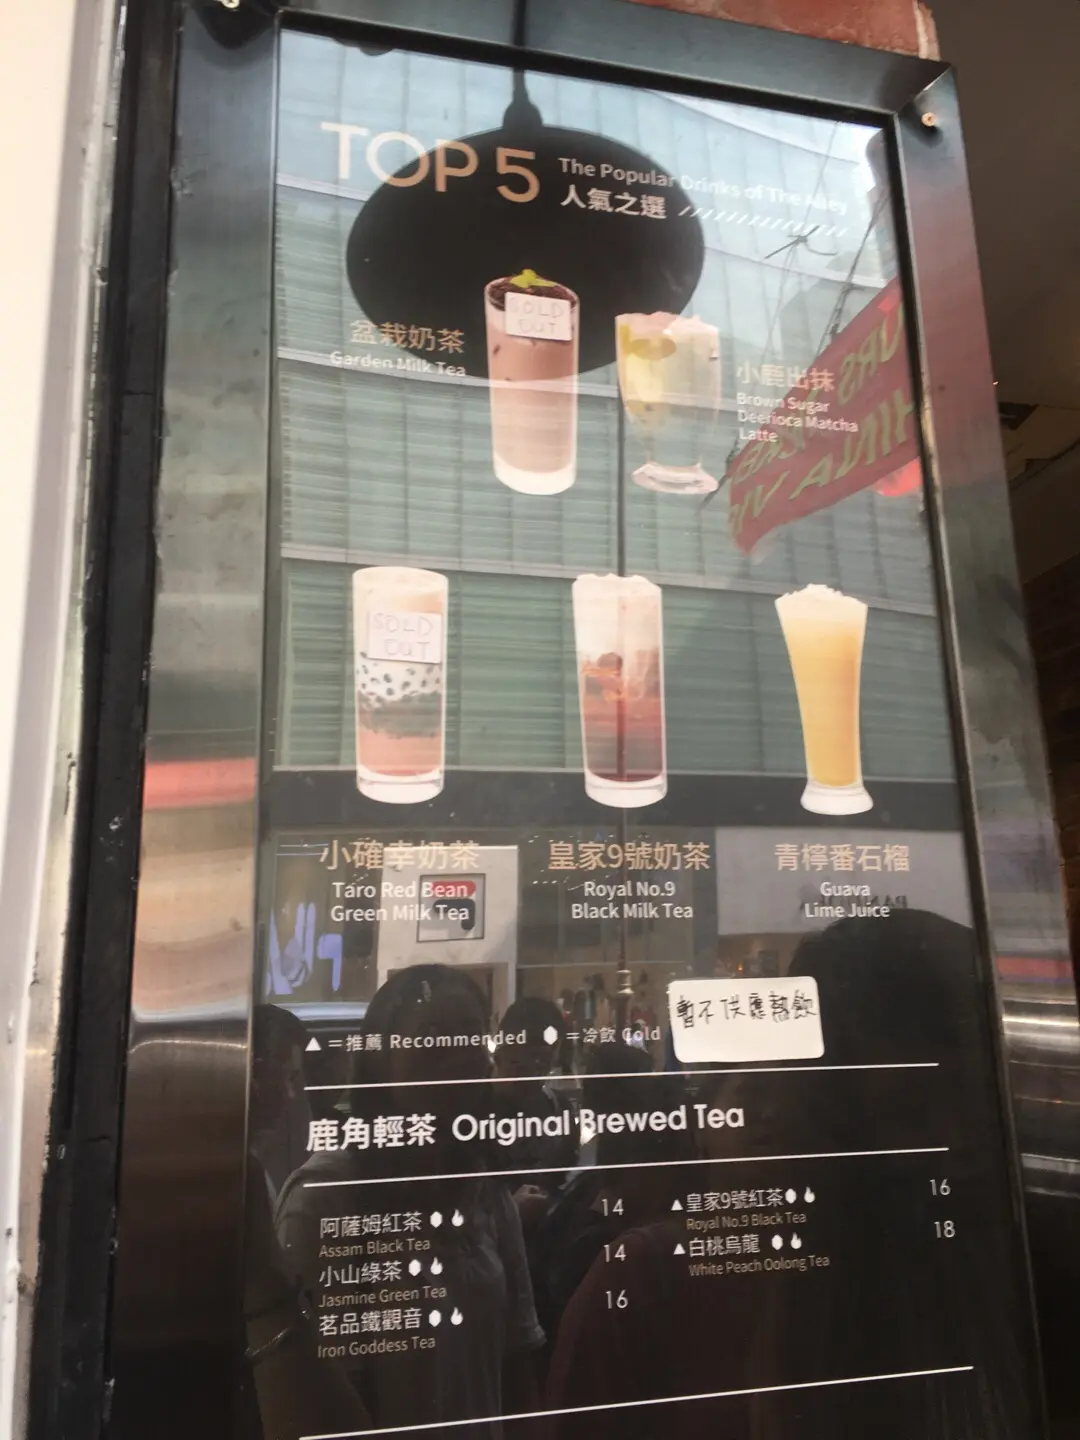 TOP 5
The Popular Drinks of The Alley
人氣之選
SOLD OUT
盆栽奶茶
Garden Milk Tea
小鹿出抹
Brown Sugar
Deerioca Matcha
Latte
SOLD
OUT
小確幸奶茶
Taro Red Bean
Green Milk Tea
皇家9號奶茶
Royal No.9
Black Milk Tea
青檸番石榴
Guava
Lime Juice
▲=推薦 Recommended ⬢=冷飲 Cold
暫不供應熱飲
鹿角輕茶 Original Brewed Tea
阿薩姆紅茶 14
Assam Black Tea
小山綠茶 14
Jasmine Green Tea
茗品鐵觀音 16
Iron Goddess Tea
▲皇家9號紅茶 16
Royal No.9 Black Tea
▲白桃烏龍 18
White Peach Oolong Tea